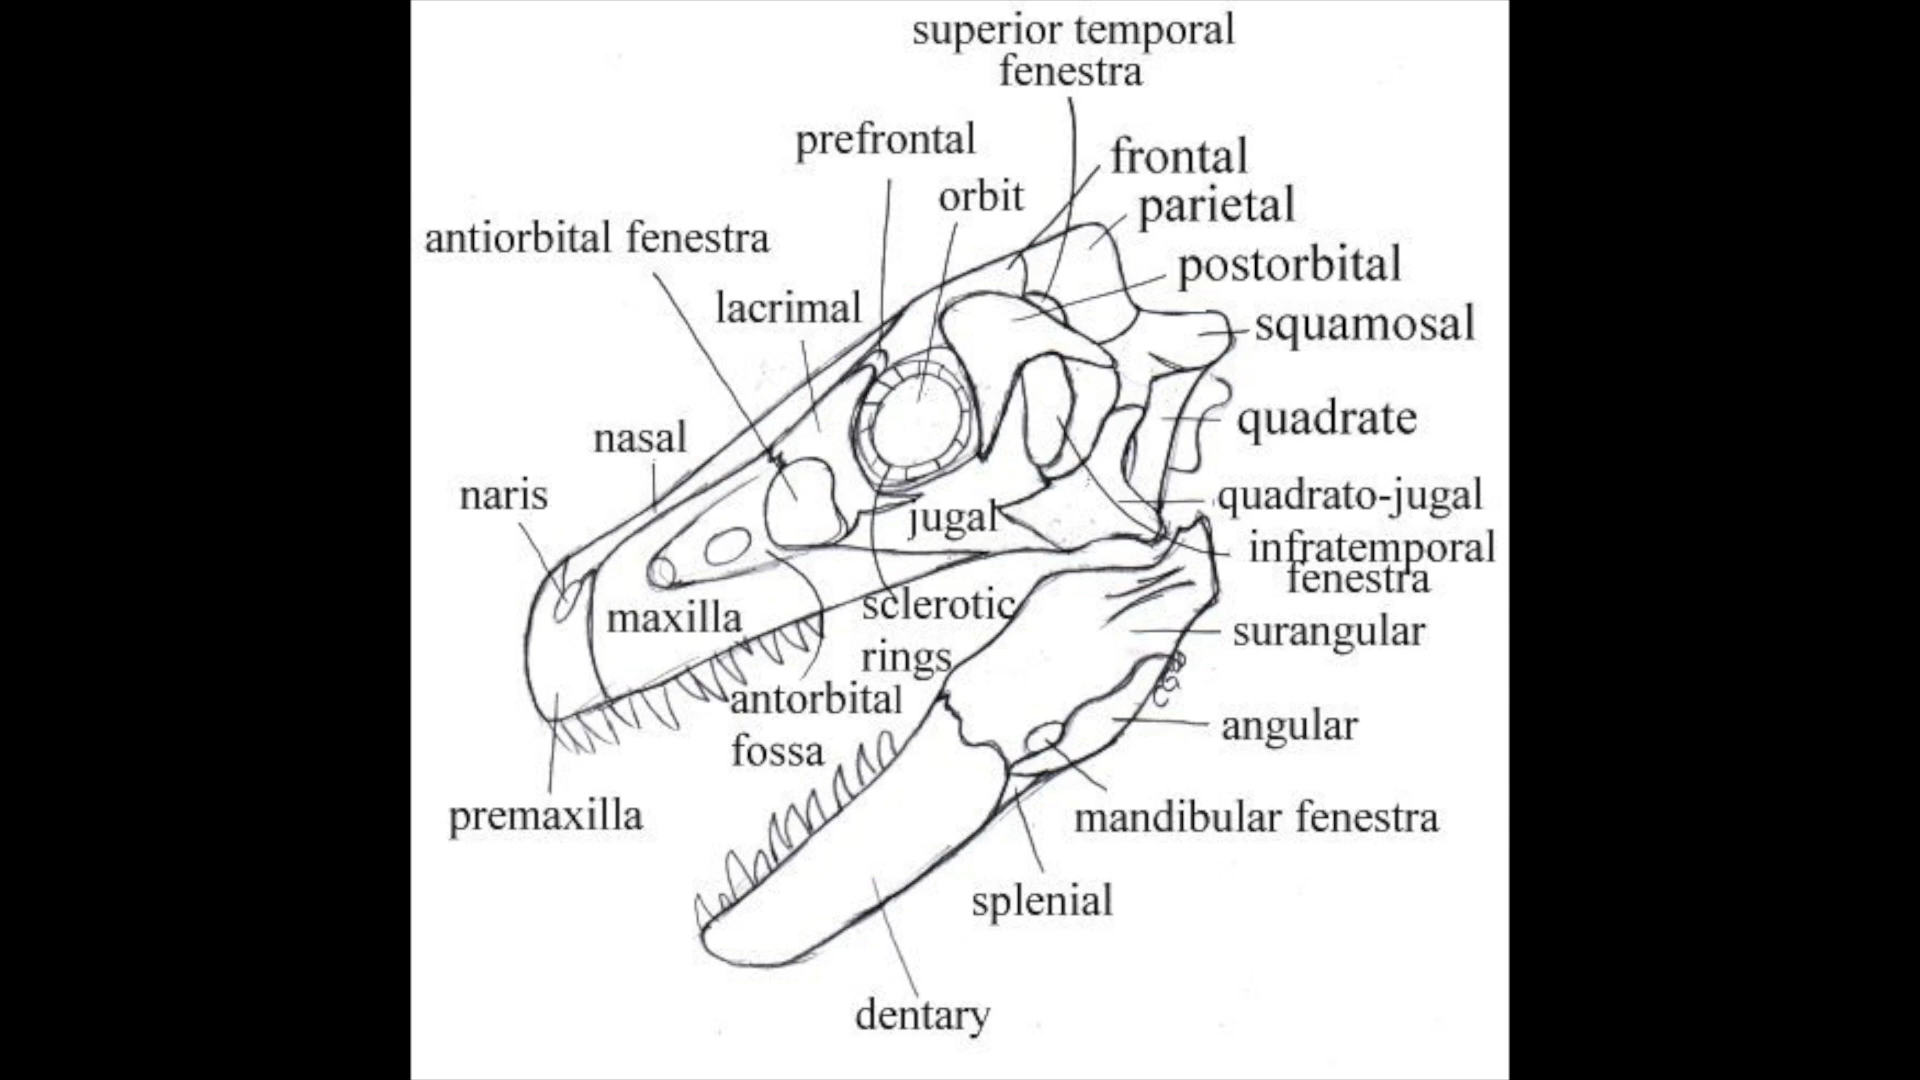 superior temporal
fenestra
prefrontal
frontal
orbit
parietal
antiorbital fenestra
postorbital
lacrimal
squamosal
nasal
quadrate
naris
quadrato-jugal
jugal
infratemporal
fenestra
maxilla
sclerotic
rings
surangular
antorbital
fossa
angular
premaxilla
mandibular fenestra
splenial
dentary